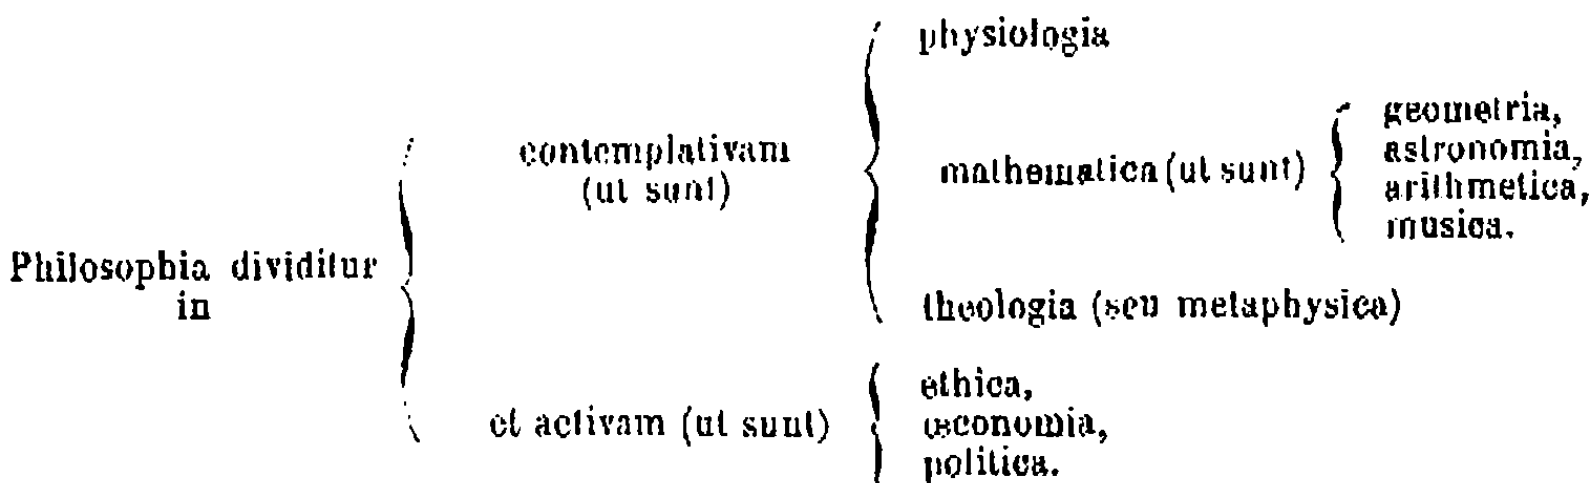 Philosophia dividitur
in
contemplativam
(ut sunt)
physiologia
mathematica (ut sunt)
geometria,
astronomia,
arithmetica,
musica.
theologia (seu metaphysica)
et activam (ut sunt)
ethica,
œconomia,
politica.